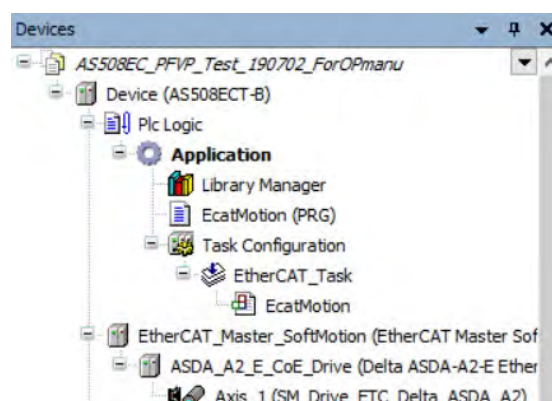 Devices
AS508EC_PFVP_Test_190702_ForOPmanu
Device (AS508ECT-B)
Plc Logic
Application
Library Manager
EcatMotion (PRG)
Task Configuration
EtherCAT_Task
EcatMotion
EtherCAT_Master_SoftMotion (EtherCAT Master Sof
ASDA_A2_E_CoE_Drive (Delta ASDA-A2-E Ether
Axis_1 (SM_Drive_ETC_Delta_ASDA_A2)